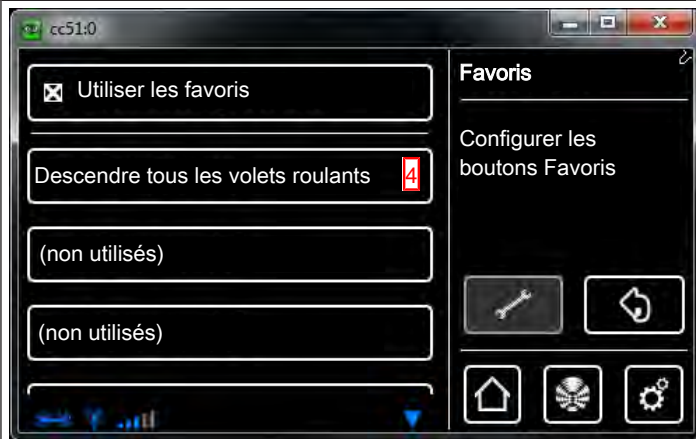 cc51:0
Utiliser les favoris
Descendre tous les volets roulants 4
(non utilisés)
(non utilisés)
Favoris
Configurer les
boutons Favoris